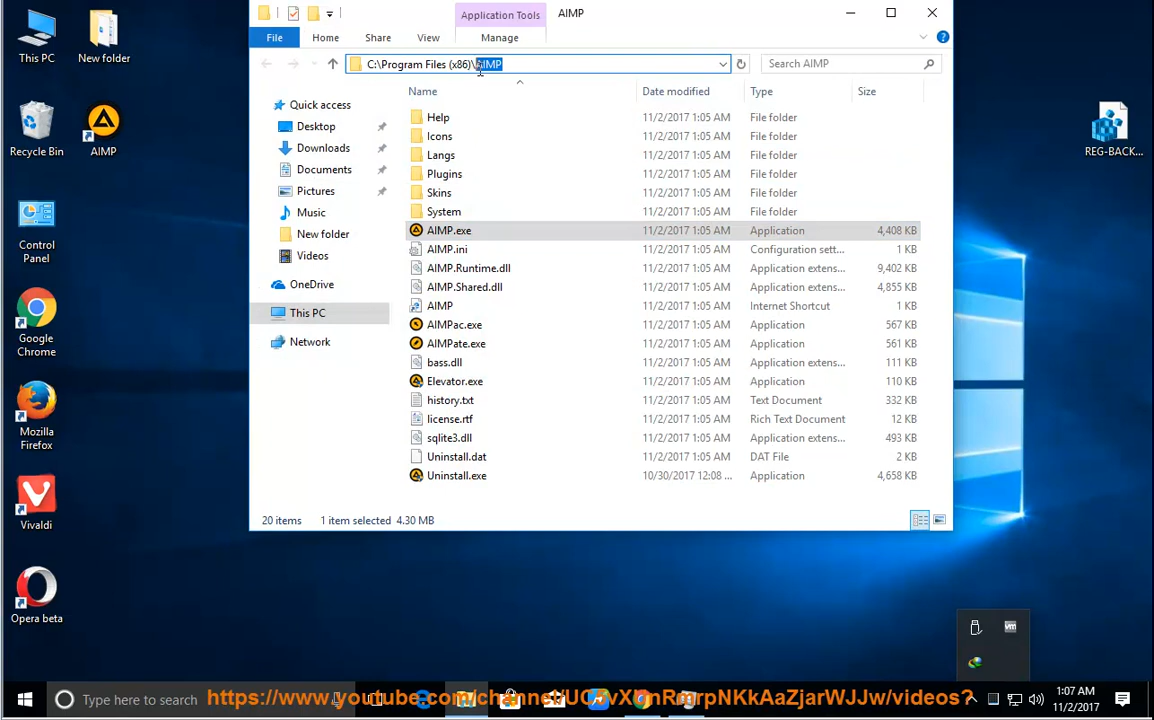 This PC
New folder
Recycle Bin
AIMP
Control
Panel
Google
Chrome
Mozilla
Firefox
Vivaldi
Opera beta
REG-BACK...
Application Tools
AIMP
File
Home
Share
View
Manage
C:\Program Files (x86)\AIMP
Search AIMP
Quick access
Desktop
Downloads
Documents
Pictures
Music
New folder
Videos
OneDrive
This PC
Network
Name Date modified Type Size
Help 11/2/2017 1:05 AM File folder
Icons 11/2/2017 1:05 AM File folder
Langs 11/2/2017 1:05 AM File folder
Plugins 11/2/2017 1:05 AM File folder
Skins 11/2/2017 1:05 AM File folder
System 11/2/2017 1:05 AM File folder
AIMP.exe 11/2/2017 1:05 AM Application 4,408 KB
AIMP.ini 11/2/2017 1:05 AM Configuration sett... 1 KB
AIMP.Runtime.dll 11/2/2017 1:05 AM Application extens... 9,402 KB
AIMP.Shared.dll 11/2/2017 1:05 AM Application extens... 4,855 KB
AIMP 11/2/2017 1:05 AM Internet Shortcut 1 KB
AIMPac.exe 11/2/2017 1:05 AM Application 567 KB
AIMPate.exe 11/2/2017 1:05 AM Application 561 KB
bass.dll 11/2/2017 1:05 AM Application extens... 111 KB
Elevator.exe 11/2/2017 1:05 AM Application 110 KB
history.txt 11/2/2017 1:05 AM Text Document 332 KB
license.rtf 11/2/2017 1:05 AM Rich Text Document 12 KB
sqlite3.dll 11/2/2017 1:05 AM Application extens... 493 KB
Uninstall.dat 11/2/2017 1:05 AM DAT File 2 KB
Uninstall.exe 10/30/2017 12:08 ... Application 4,658 KB
20 items 1 item selected 4.30 MB
Type here to search
1:07 AM
11/2/2017